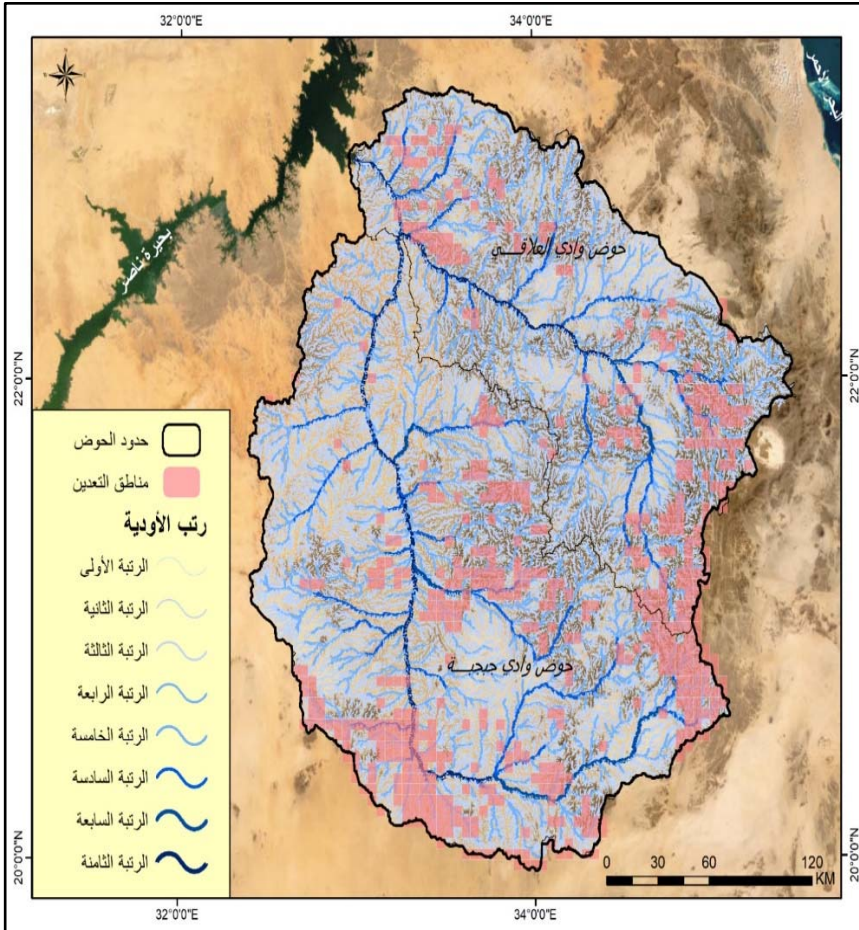 32°0'0"E
34°0'0"E
البحر الأحمر
بحيرة ناصر
حوض وادي العلاقي
22°0'0"N
22°0'0"N
حدود الحوض
مناطق التعدين
رتب الأودية
الرتبة الأولى
الرتبة الثانية
الرتبة الثالثة
الرتبة الرابعة
الرتبة الخامسة
الرتبة السادسة
الرتبة السابعة
الرتبة الثامنة
حوض وادي جبجبة
20°0'0"N
20°0'0"N
0 30 60 120
KM
32°0'0"E
34°0'0"E